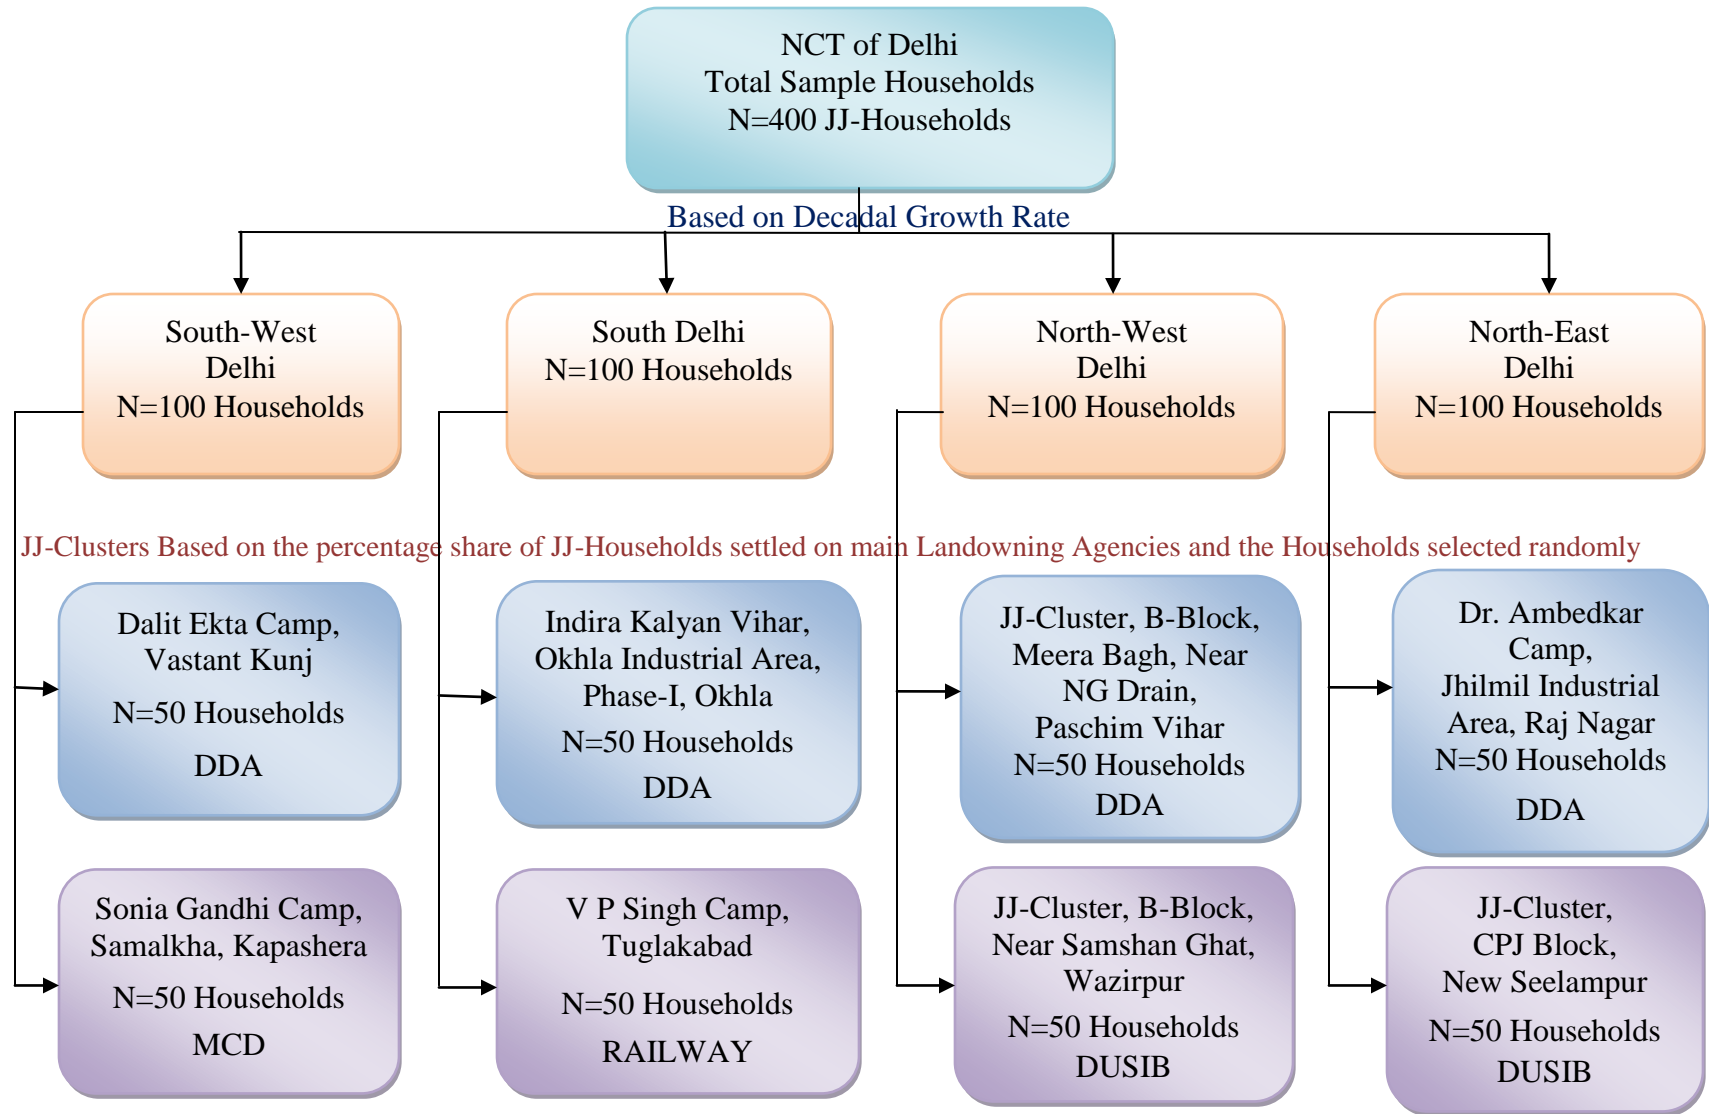 NCT of Delhi
Total Sample Households
N=400 JJ-Households
Based on Decadal Growth Rate
South-West
Delhi
N=100 Households
South Delhi
N=100 Households
North-West
Delhi
N=100 Households
North-East
Delhi
N=100 Households
JJ-Clusters Based on the percentage share of JJ-Households settled on main Landowning Agencies and the Households selected randomly
Dalit Ekta Camp,
Vastant Kunj
N=50 Households
DDA
Indira Kalyan Vihar,
Okhla Industrial Area,
Phase-I, Okhla
N=50 Households
DDA
JJ-Cluster, B-Block,
Meera Bagh, Near
NG Drain,
Paschim Vihar
N=50 Households
DDA
Dr. Ambedkar
Camp,
Jhilmil Industrial
Area, Raj Nagar
N=50 Households
DDA
Sonia Gandhi Camp,
Samalkha, Kapashera
N=50 Households
MCD
V P Singh Camp,
Tuglakabad
N=50 Households
RAILWAY
JJ-Cluster, B-Block,
Near Samshan Ghat,
Wazirpur
N=50 Households
DUSIB
JJ-Cluster,
CPJ Block,
New Seelampur
N=50 Households
DUSIB